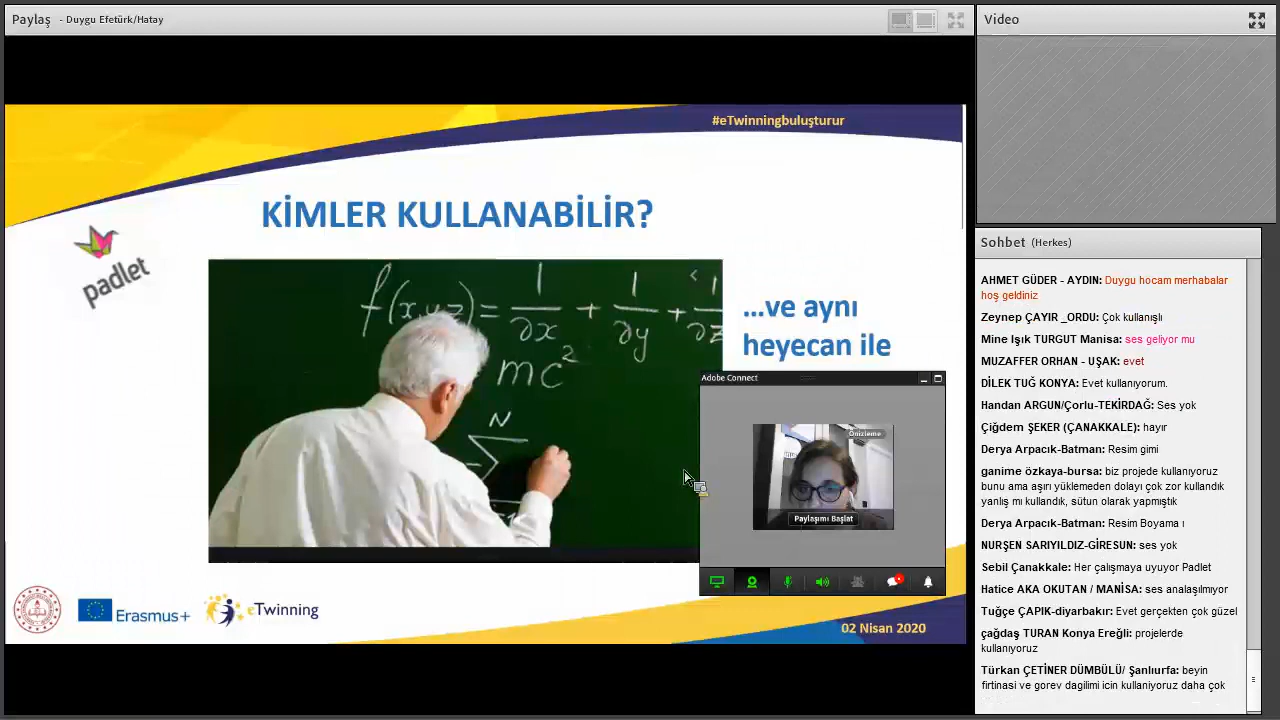 Paylaş - Duygu Efetürk/Hatay
#eTwinningbuluşturur
KİMLER KULLANABİLİR?
padlet
f(x,y,z) = 1/∂x + 1/∂y + 1/∂z
mc²
N
Σ
...ve aynı
heyecan ile
Adobe Connect
Önizleme
Paylaşımı Başlat
Erasmus+
eTwinning
02 Nisan 2020
Video
Sohbet (Herkes)
AHMET GÜDER - AYDIN: Duygu hocam merhabalar
hoş geldiniz
Zeynep ÇAYIR _ORDU: Çok kullanışlı
Mine Işık TURGUT Manisa: ses geliyor mu
MUZAFFER ORHAN - UŞAK: evet
DİLEK TUĞ KONYA: Evet kullanıyorum.
Handan ARGUN/Çorlu-TEKİRDAĞ: Ses yok
Çiğdem ŞEKER (ÇANAKKALE): hayır
Derya Arpacık-Batman: Resim gimi
ganime özkaya-bursa: biz projede kullanıyoruz
bunu ama aşırı yüklemeden dolayı çok zor kullandık
yanlış mı kullandık, sütun olarak yapmıştık
Derya Arpacık-Batman: Resim Boyama ı
NURŞEN SARIYILDIZ-GİRESUN: ses yok
Sebil Çanakkale: Her çalışmaya uyuyor Padlet
Hatice AKA OKUTAN / MANİSA: ses anlaşılmıyor
Tuğçe ÇAPIK-diyarbakır: Evet gerçekten çok güzel
çağdaş TURAN Konya Ereğli: projelerde
kullanıyoruz
Türkan ÇETİNER DÜMBÜLÜ/ Şanlıurfa: beyin
firtinasi ve gorev dagilimi icin kullaniyoruz daha çok